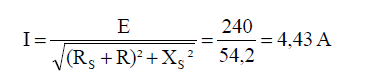 I = E / √((R_S + R)² + X_S²) = 240 / 54,2 = 4,43 A